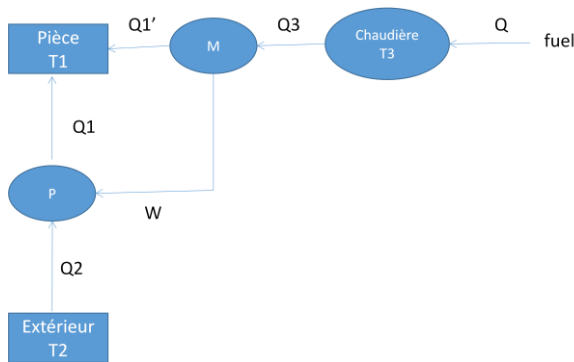 Pièce
T1
Q1’
M
Q3
Chaudière
T3
Q
fuel
Q1
P
W
Q2
Extérieur
T2